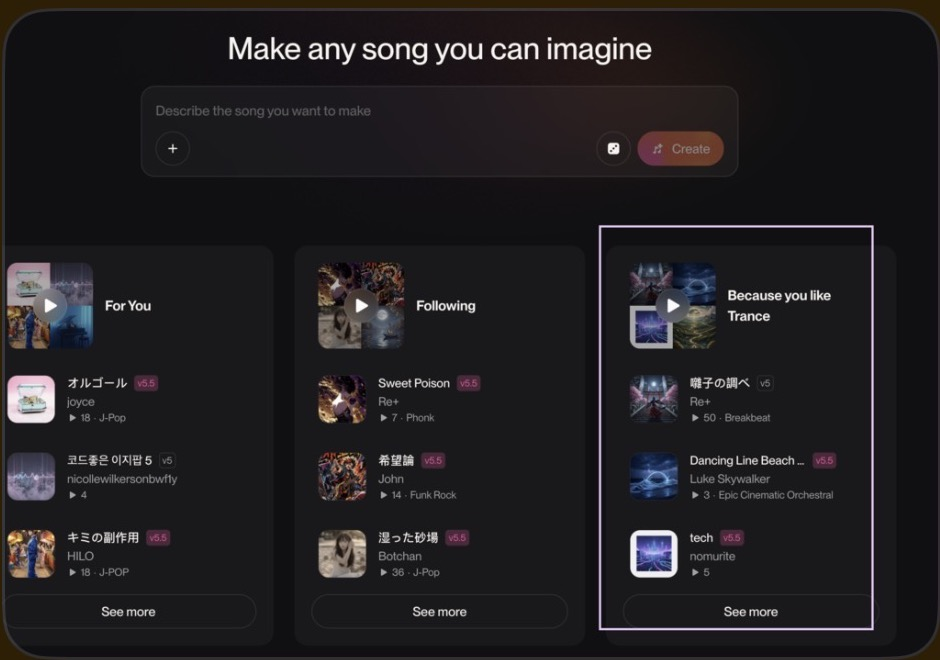 Make any song you can imagine
Describe the song you want to make
Create
For You
オルゴール v5.5
joyce
18 · J-Pop
코드좋은 이지팝 5 v5
nicollewilkersonbwf1y
4
キミの副作用 v5.5
HILO
18 · J-POP
See more
Following
Sweet Poison v5.5
Re+
7 · Phonk
希望論 v5.5
John
14 · Funk Rock
湿った砂場 v5.5
Botchan
36 · J-Pop
See more
Because you like
Trance
囃子の調べ v5
Re+
50 · Breakbeat
Dancing Line Beach ... v5.5
Luke Skywalker
3 · Epic Cinematic Orchestral
tech v5.5
nomurite
5
See more